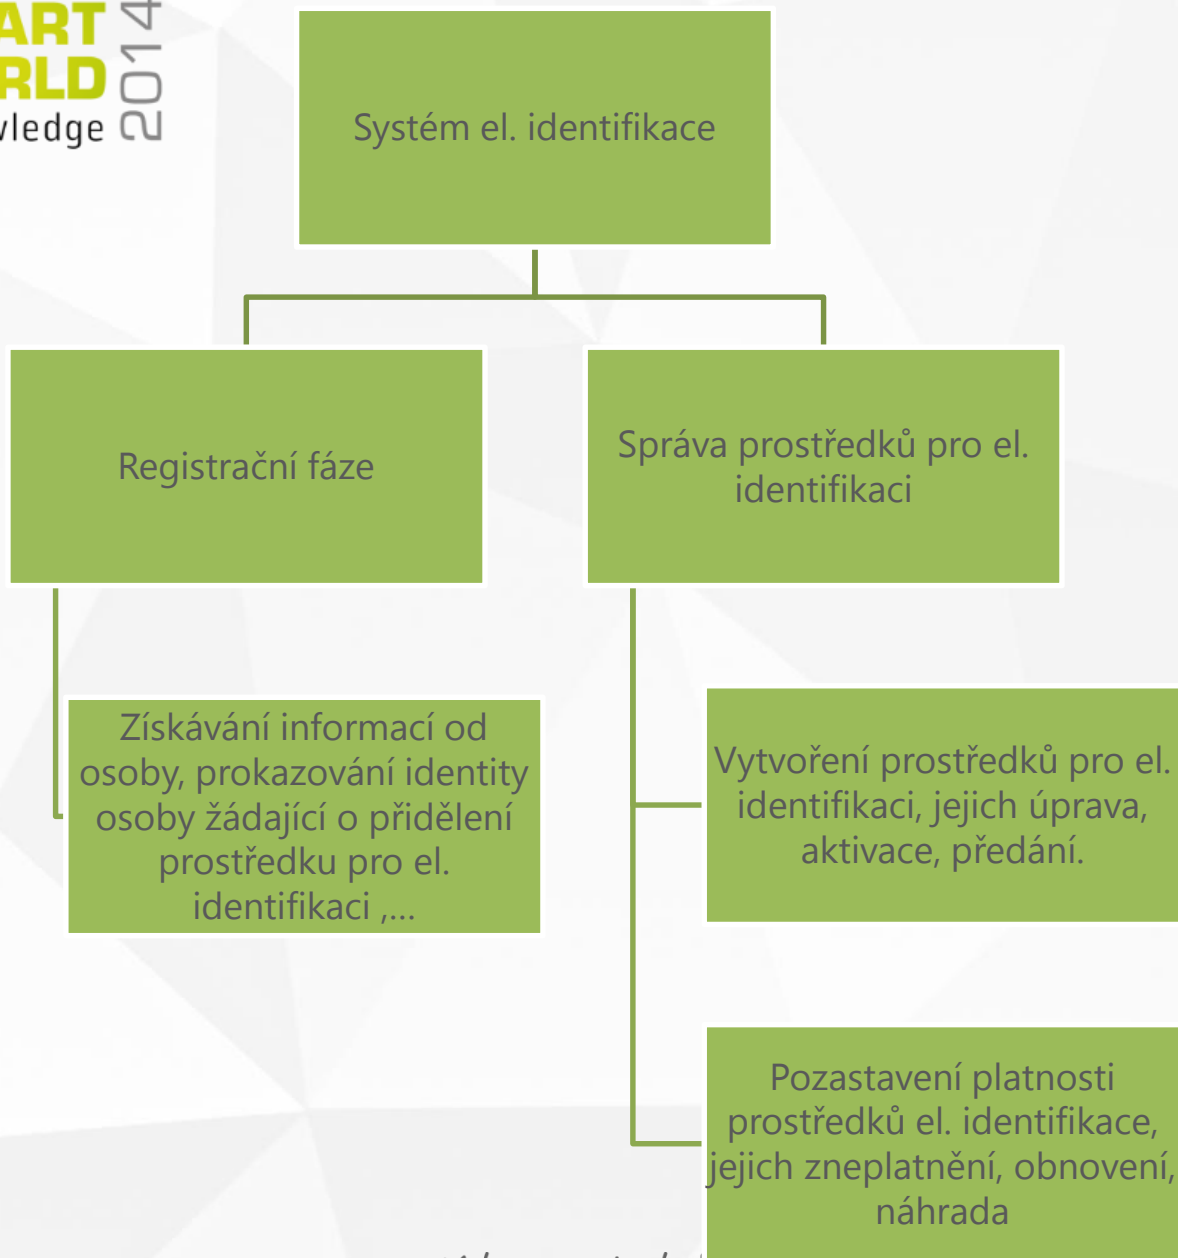 ART
RLD
wledge
2014
Systém el. identifikace
Registrační fáze
Správa prostředků pro el.
identifikaci
Získávání informací od
osoby, prokazování identity
osoby žádající o přidělení
prostředku pro el.
identifikaci ,...
Vytvoření prostředků pro el.
identifikaci, jejich úprava,
aktivace, předání.
Pozastavení platnosti
prostředků el. identifikace,
jejich zneplatnění, obnovení,
náhrada